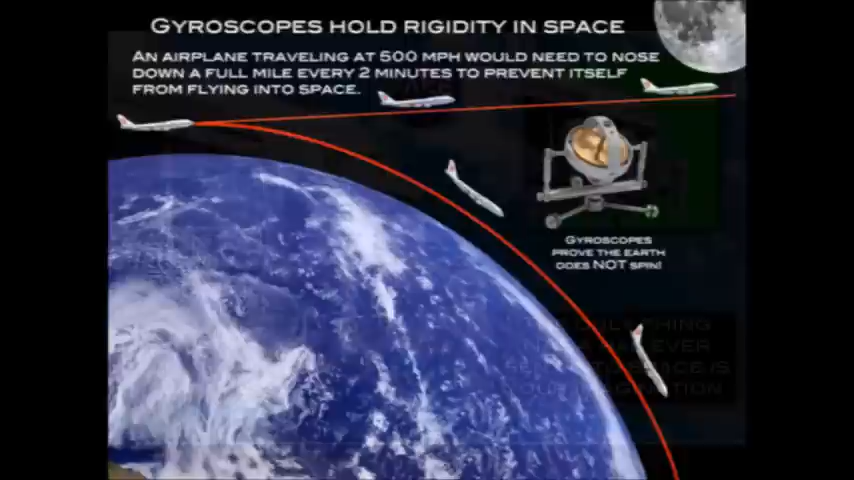 GYROSCOPES HOLD RIGIDITY IN SPACE
AN AIRPLANE TRAVELING AT 500 MPH WOULD NEED TO NOSE
DOWN A FULL MILE EVERY 2 MINUTES TO PREVENT ITSELF
FROM FLYING INTO SPACE.
GYROSCOPES
PROVE THE EARTH
DOES NOT SPIN!